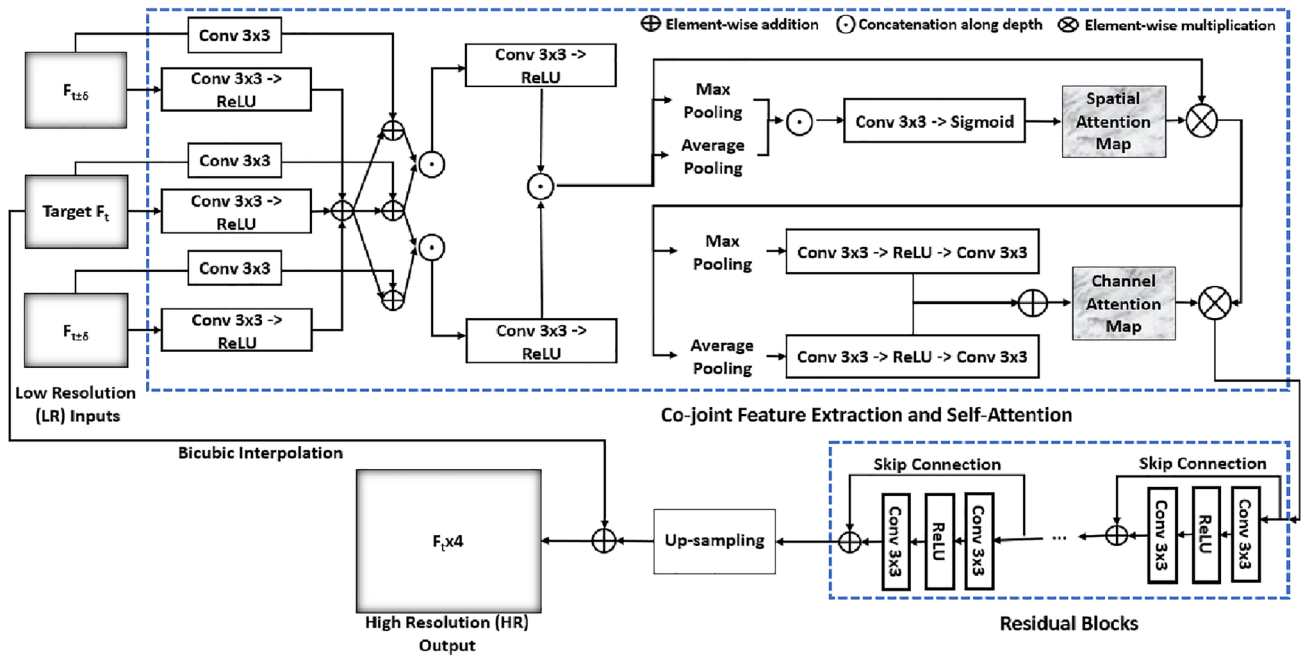 Element-wise addition
Concatenation along depth
Element-wise multiplication
Conv 3x3
F_{t±δ}
Conv 3x3 ->
ReLU
Conv 3x3
Target F_t
Conv 3x3 ->
ReLU
Conv 3x3
F_{t±δ}
Conv 3x3 ->
ReLU
Low Resolution
(LR) Inputs
Conv 3x3 ->
ReLU
Conv 3x3 ->
ReLU
Max
Pooling
Average
Pooling
Conv 3x3 -> Sigmoid
Spatial
Attention
Map
Max
Pooling
Conv 3x3 -> ReLU -> Conv 3x3
Average
Pooling
Conv 3x3 -> ReLU -> Conv 3x3
Channel
Attention
Map
Co-joint Feature Extraction and Self-Attention
Bicubic Interpolation
F_tx4
High Resolution (HR)
Output
Up-sampling
Skip Connection
Conv 3x3
ReLU
Conv 3x3
...
Skip Connection
Conv 3x3
ReLU
Conv 3x3
Residual Blocks